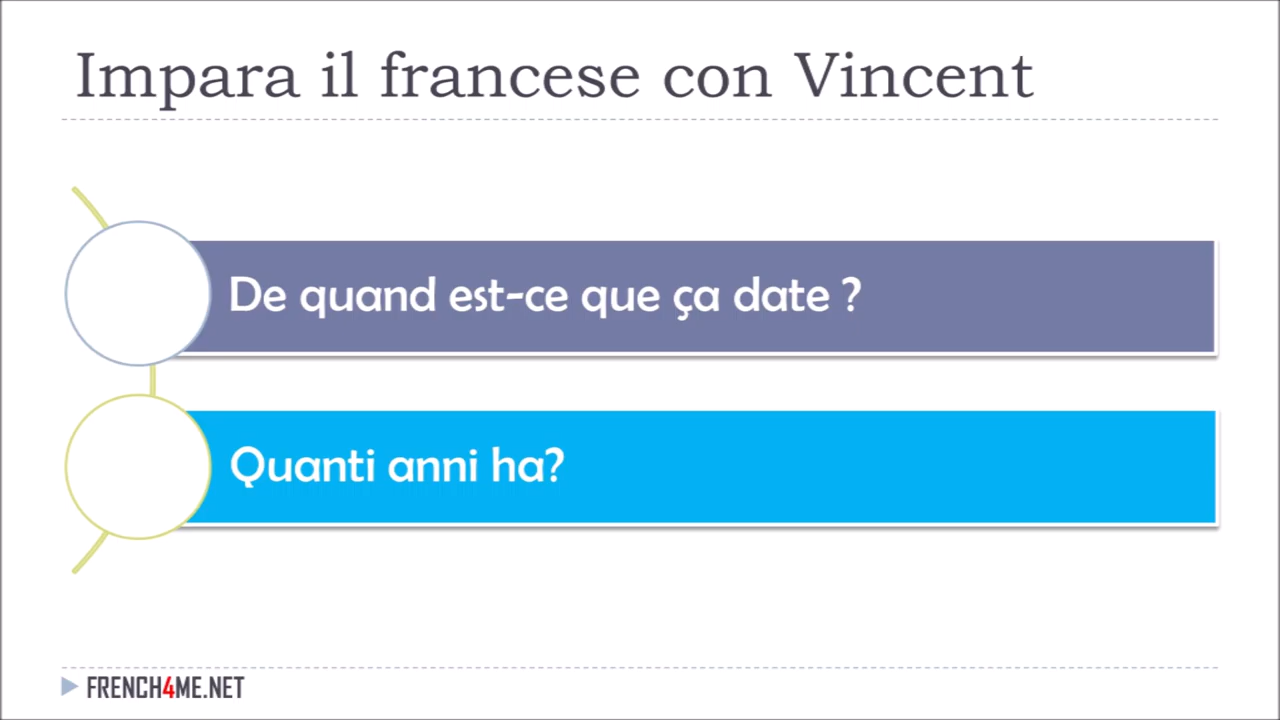 Impara il francese con Vincent
De quand est-ce que ça date ?
Quanti anni ha?
FRENCH4ME.NET